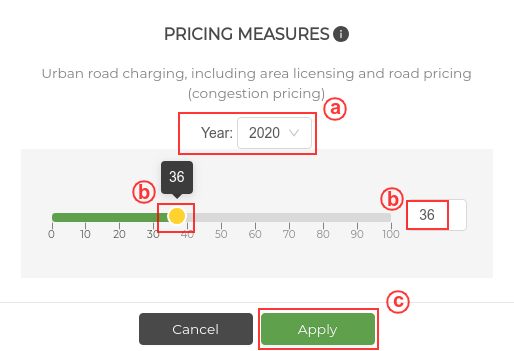 PRICING MEASURES i
Urban road charging, including area licensing and road pricing
(congestion pricing)
a
Year: 2020
36
b
b
36
0 10 20 30 40 50 60 70 80 90 100
c
Cancel
Apply